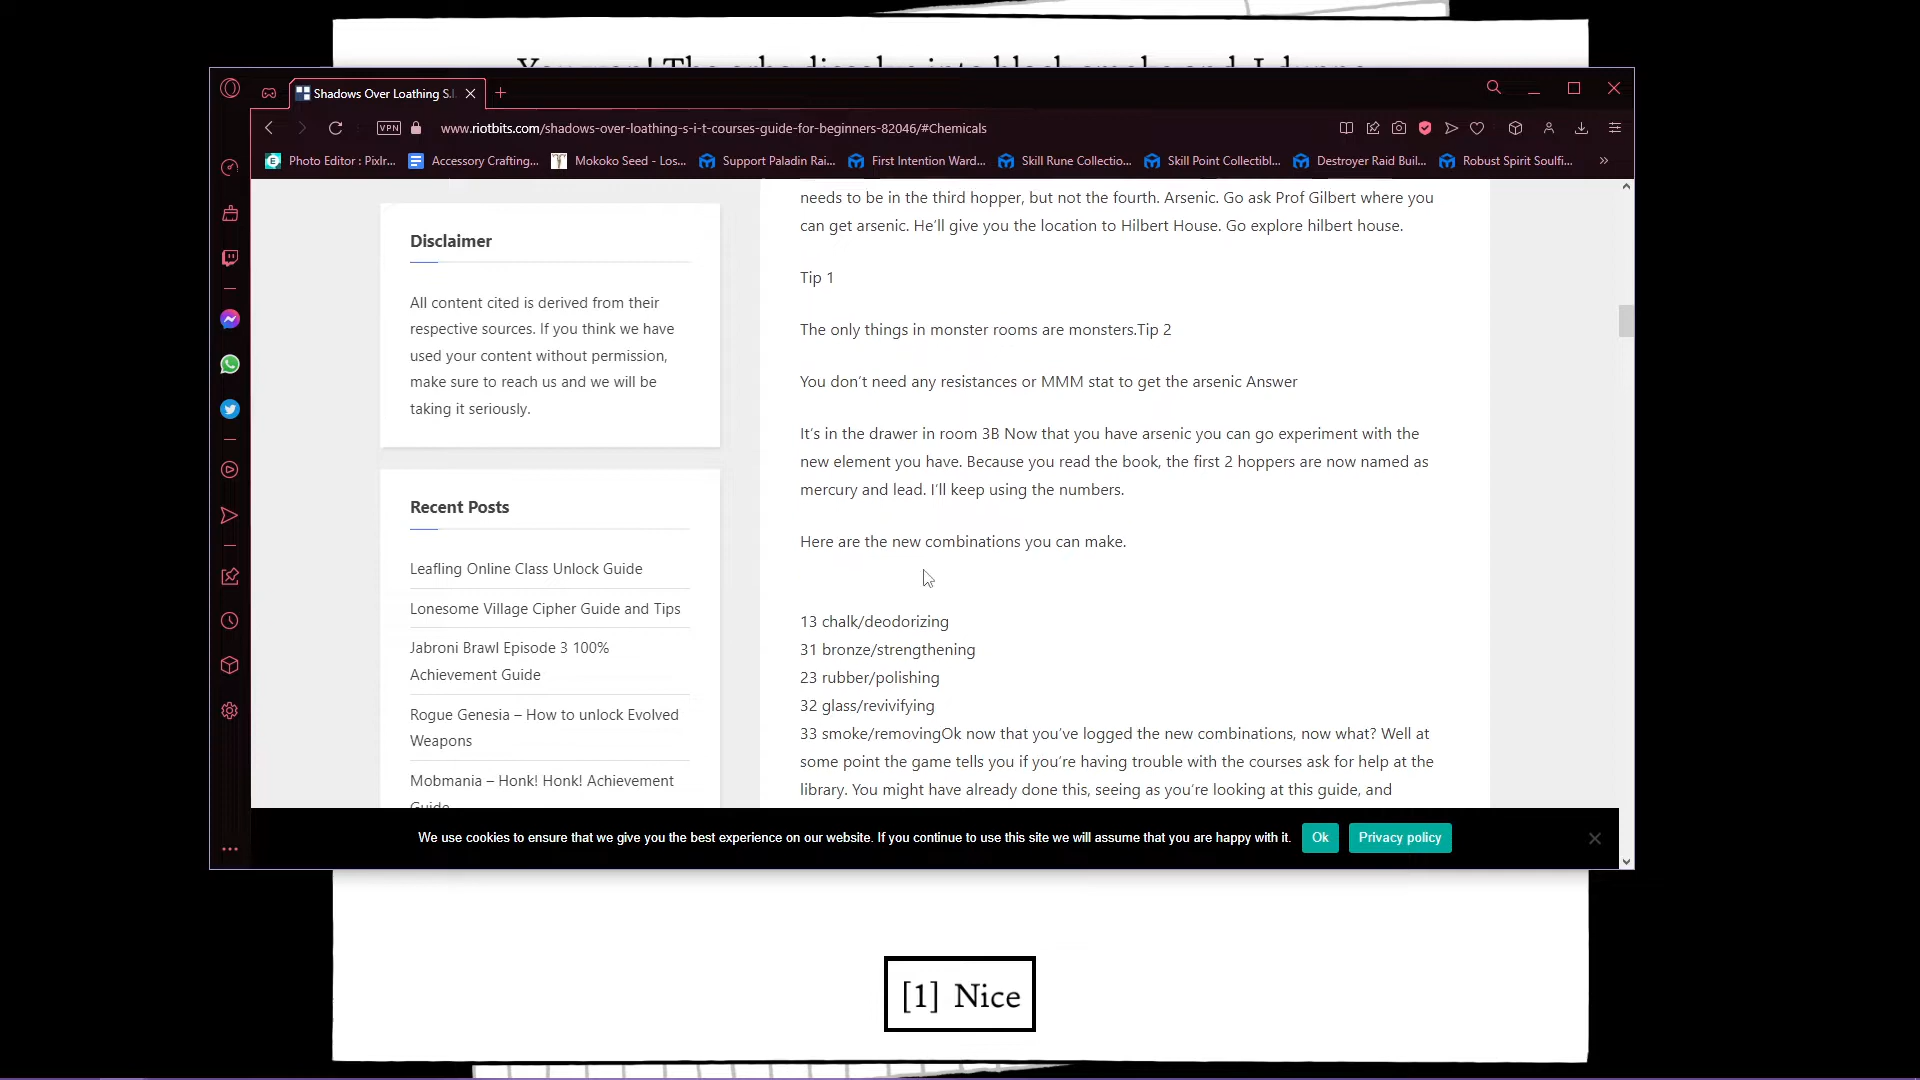 Shadows Over Loathing S.I.
VPN
www.riotbits.com/shadows-over-loathing-s-i-t-courses-guide-for-beginners-82046/#Chemicals
Photo Editor : Pixlr...
Accessory Crafting...
Mokoko Seed - Los...
Support Paladin Rai...
First Intention Ward...
Skill Rune Collectio...
Skill Point Collectibl...
Destroyer Raid Buil...
Robust Spirit Soulfi...
»
Disclaimer
All content cited is derived from their
respective sources. If you think we have
used your content without permission,
make sure to reach us and we will be
taking it seriously.
Recent Posts
Leafling Online Class Unlock Guide
Lonesome Village Cipher Guide and Tips
Jabroni Brawl Episode 3 100%
Achievement Guide
Rogue Genesia – How to unlock Evolved
Weapons
Mobmania – Honk! Honk! Achievement
Guide
needs to be in the third hopper, but not the fourth. Arsenic. Go ask Prof Gilbert where you
can get arsenic. He’ll give you the location to Hilbert House. Go explore hilbert house.
Tip 1
The only things in monster rooms are monsters.Tip 2
You don’t need any resistances or MMM stat to get the arsenic Answer
It’s in the drawer in room 3B Now that you have arsenic you can go experiment with the
new element you have. Because you read the book, the first 2 hoppers are now named as
mercury and lead. I’ll keep using the numbers.
Here are the new combinations you can make.
13 chalk/deodorizing
31 bronze/strengthening
23 rubber/polishing
32 glass/revivifying
33 smoke/removingOk now that you’ve logged the new combinations, now what? Well at
some point the game tells you if you’re having trouble with the courses ask for help at the
library. You might have already done this, seeing as you’re looking at this guide, and
We use cookies to ensure that we give you the best experience on our website. If you continue to use this site we will assume that you are happy with it.
Ok
Privacy policy
[1] Nice